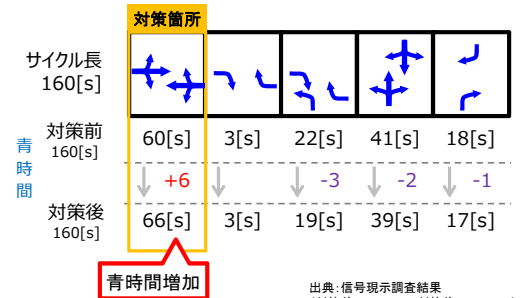 対策箇所
サイクル長
160[s]
青時間
対策前
160[s]
60[s] 3[s] 22[s] 41[s] 18[s]
+6 -3 -2 -1
対策後
160[s]
66[s] 3[s] 19[s] 39[s] 17[s]
青時間増加
出典:信号現示調査結果